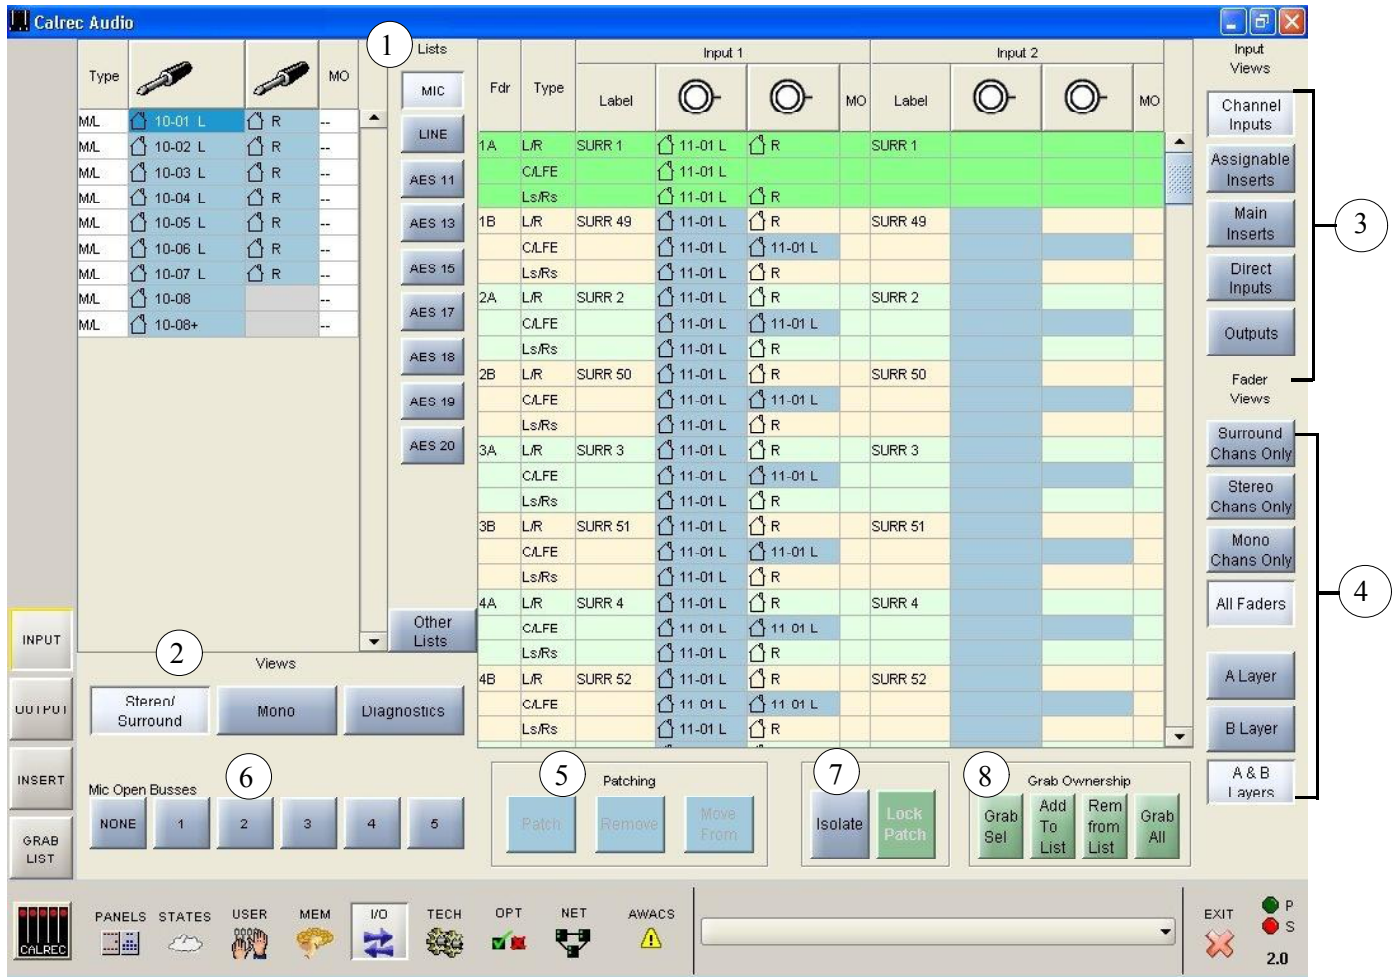 Calrec Audio
1
Lists
Type MO
M/L 10-01 L R --
M/L 10-02 L R --
M/L 10-03 L R --
M/L 10-04 L R --
M/L 10-05 L R --
M/L 10-06 L R --
M/L 10-07 L R --
M/L 10-08 --
M/L 10-08+ --
MIC
LINE
AES 11
AES 13
AES 15
AES 17
AES 18
AES 19
AES 20
Other
Lists
Input 1 Input 2
Fdr Type Label MO Label MO
1A L/R SURR 1 11-01 L R SURR 1
C/LFE 11-01 L
Ls/Rs 11-01 L R
1B L/R SURR 49 11-01 L R SURR 49
C/LFE 11-01 L 11-01 L
Ls/Rs 11-01 L R
2A L/R SURR 2 11-01 L R SURR 2
C/LFE 11-01 L 11-01 L
Ls/Rs 11-01 L R
2B L/R SURR 50 11-01 L R SURR 50
C/LFE 11-01 L 11-01 L
Ls/Rs 11-01 L R
3A L/R SURR 3 11-01 L R SURR 3
C/LFE 11-01 L 11-01 L
Ls/Rs 11-01 L R
3B L/R SURR 51 11-01 L R SURR 51
C/LFE 11-01 L 11-01 L
Ls/Rs 11-01 L R
4A L/R SURR 4 11-01 L R SURR 4
C/LFE 11 01 L 11 01 L
Ls/Rs 11-01 L R
4B L/R SURR 52 11-01 L R SURR 52
C/LFE 11 01 L 11 01 L
Ls/Rs 11-01 L R
Input
Views
Channel
Inputs
Assignable
Inserts
Main
Inserts
Direct
Inputs
Outputs
3
Fader
Views
Surround
Chans Only
Stereo
Chans Only
Mono
Chans Only
All Faders
A Layer
B Layer
A & B
Layers
4
INPUT
OUTPUT
INSERT
GRAB
LIST
2
Views
Stereo/
Surround
Mono
Diagnostics
6
Mic Open Busses
NONE 1 2 3 4 5
5
Patching
Patch
Remove
Move
From
7
Isolate
Lock
Patch
8
Grab Ownership
Grab
Sel
Add
To
List
Rem
from
List
Grab
All
CALREC
PANELS STATES USER MEM I/O TECH OPT NET AWACS
EXIT
P
S
2.0